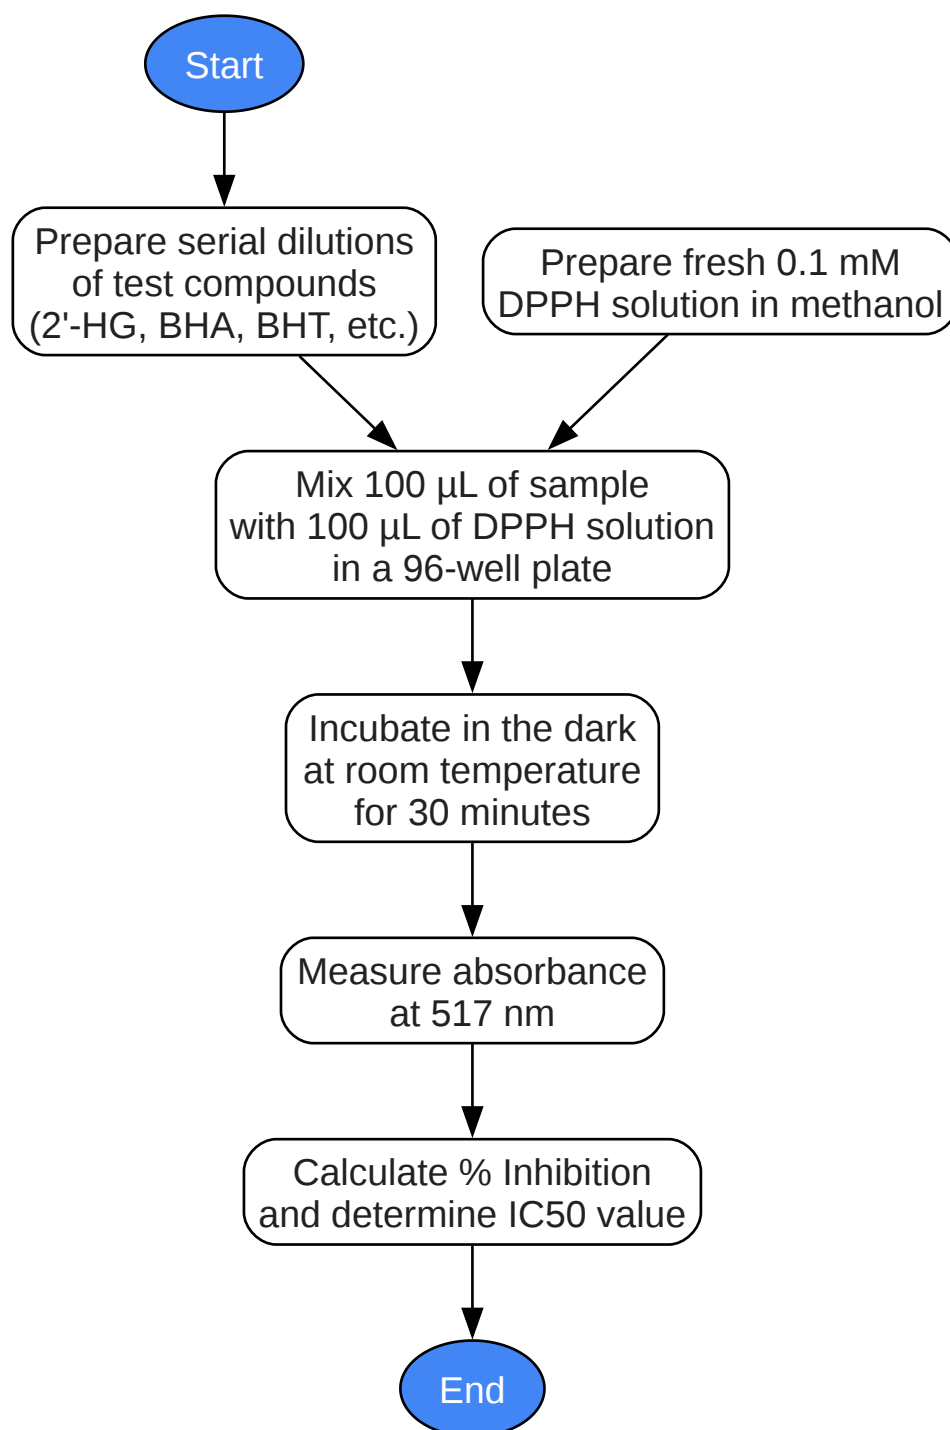 Start
Prepare serial dilutions
of test compounds
(2'-HG, BHA, BHT, etc.)
Prepare fresh 0.1 mM
DPPH solution in methanol
Mix 100 µL of sample
with 100 µL of DPPH solution
in a 96-well plate
Incubate in the dark
at room temperature
for 30 minutes
Measure absorbance
at 517 nm
Calculate % Inhibition
and determine IC50 value
End